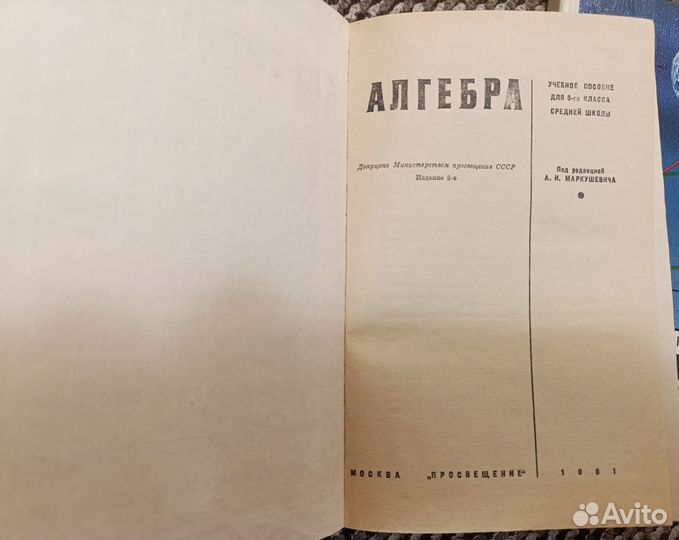 АЛГЕБРА
УЧЕБНОЕ ПОСОБИЕ
ДЛЯ 8-го КЛАССА
СРЕДНЕЙ ШКОЛЫ
Допущено Министерством просвещения СССР
Издание 3-е
Под редакцией
А. И. МАРКУШЕВИЧА
МОСКВА „ПРОСВЕЩЕНИЕ" 1981
Avito